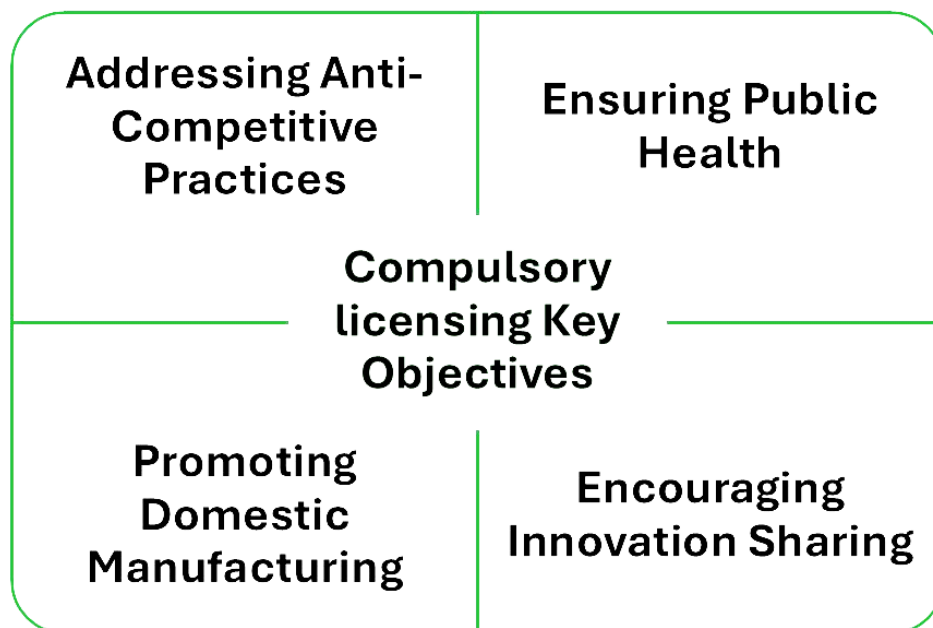 Addressing Anti-
Competitive
Practices
Ensuring Public
Health
Compulsory
licensing Key
Objectives
Promoting
Domestic
Manufacturing
Encouraging
Innovation Sharing